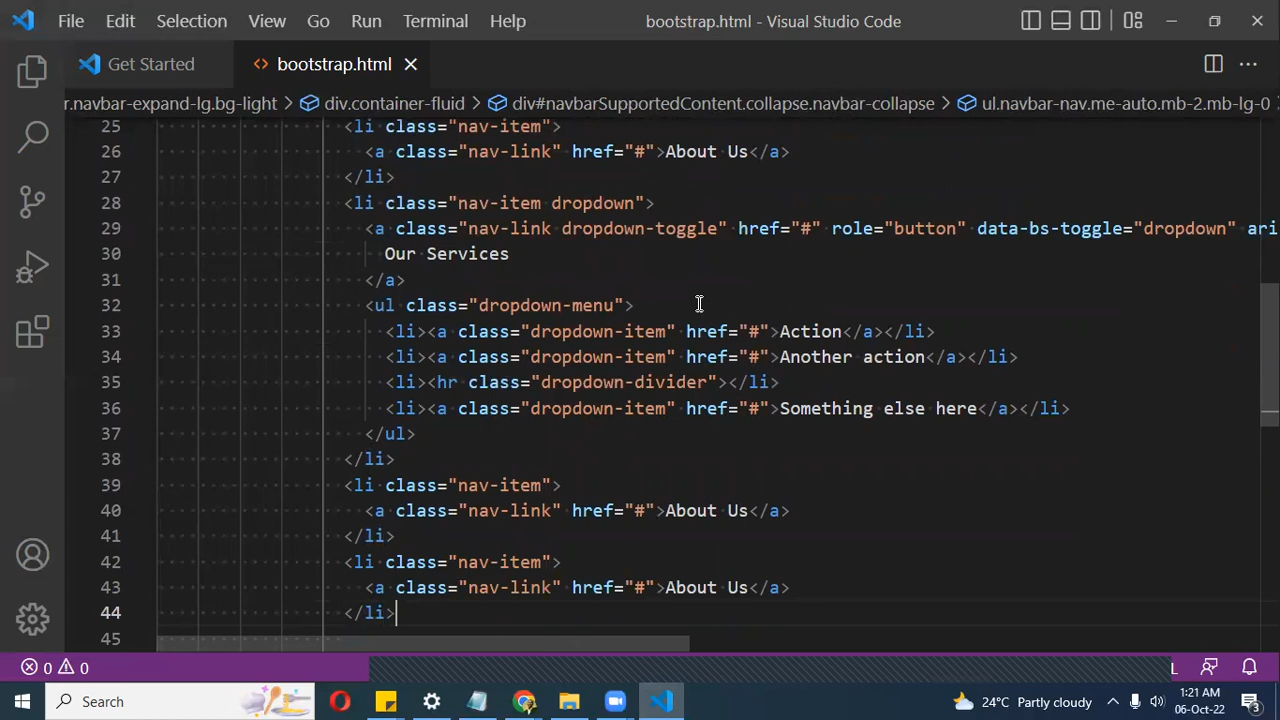 File Edit Selection View Go Run Terminal Help bootstrap.html - Visual Studio Code
Get Started bootstrap.html
r.navbar-expand-lg.bg-light > div.container-fluid > div#navbarSupportedContent.collapse.navbar-collapse > ul.navbar-nav.me-auto.mb-2.mb-lg-0
25 <li class="nav-item">
26 <a class="nav-link" href="#">About Us</a>
27 </li>
28 <li class="nav-item dropdown">
29 <a class="nav-link dropdown-toggle" href="#" role="button" data-bs-toggle="dropdown" ari
30 Our Services
31 </a>
32 <ul class="dropdown-menu">
33 <li><a class="dropdown-item" href="#">Action</a></li>
34 <li><a class="dropdown-item" href="#">Another action</a></li>
35 <li><hr class="dropdown-divider"></li>
36 <li><a class="dropdown-item" href="#">Something else here</a></li>
37 </ul>
38 </li>
39 <li class="nav-item">
40 <a class="nav-link" href="#">About Us</a>
41 </li>
42 <li class="nav-item">
43 <a class="nav-link" href="#">About Us</a>
44 </li>
45
0 0 L
Search 24°C Partly cloudy 1:21 AM
06-Oct-22 3